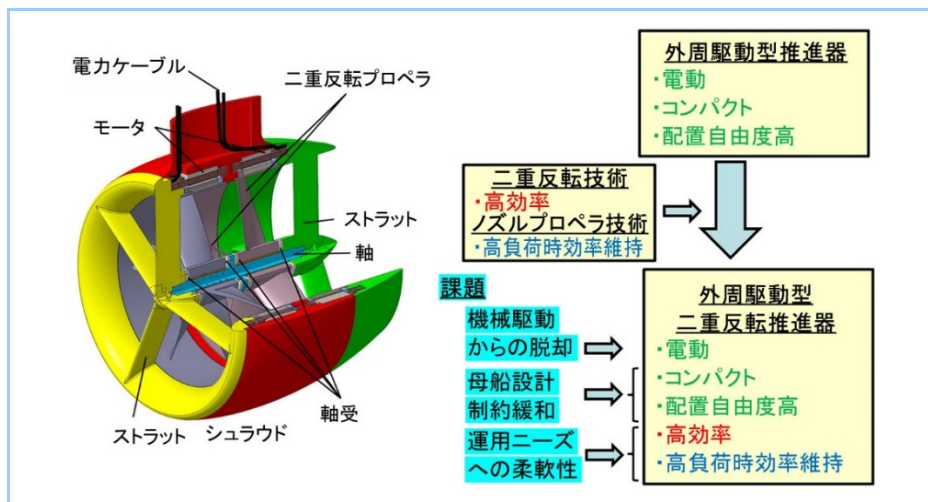 電力ケーブル
二重反転プロペラ
モータ
ストラット
軸
軸受
ストラット
シュラウド
外周駆動型推進器
・電動
・コンパクト
・配置自由度高
二重反転技術
・高効率
ノズルプロペラ技術
・高負荷時効率維持
課題
機械駆動
からの脱却
母船設計
制約緩和
運用ニーズ
への柔軟性
外周駆動型
二重反転推進器
・電動
・コンパクト
・配置自由度高
・高効率
・高負荷時効率維持